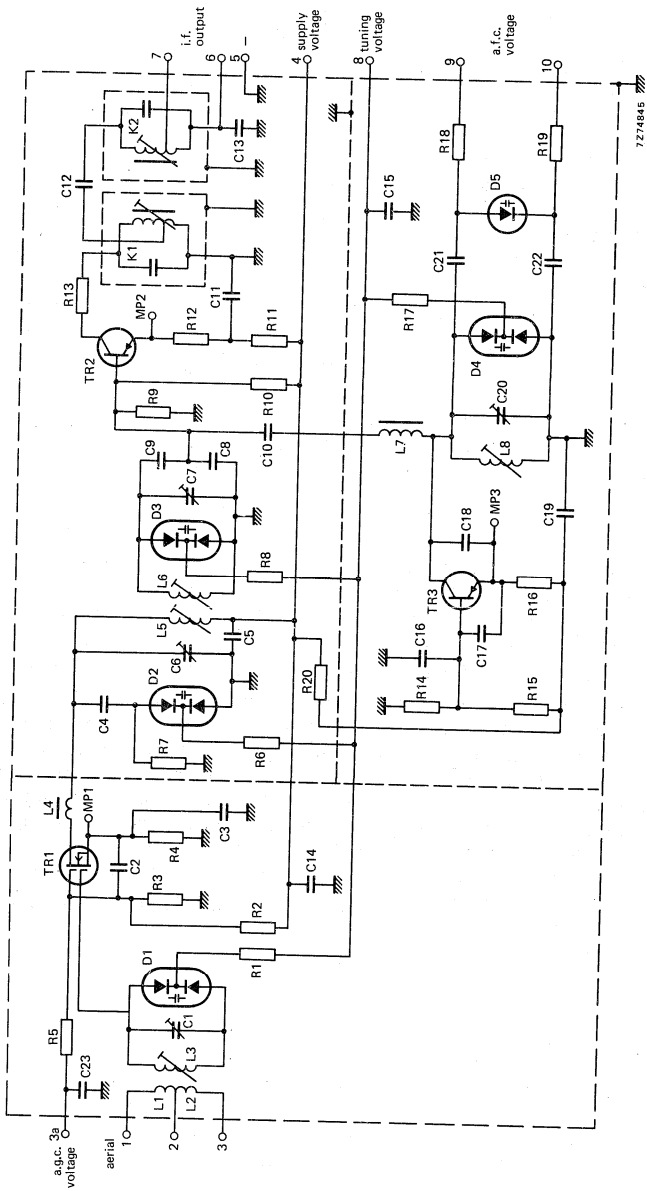 a.g.c. 3a
voltage
C23
R5
aerial
1
2
3
L1
L2
L3
C1
D1
R1
R2
TR1
L4
MP1
C2
R3
R4
C3
C14
C4
R7
D2
R6
C6
C5
L5
L6
R20
D3
R8
C7
C9
C8
C10
R9
R10
TR2
MP2
R13
R12
R11
C11
K1
C12
K2
C13
7
i.f.
output
6
5 –
4 supply
voltage
8 tuning
voltage
C15
R17
L7
R14
C16
TR3
C17
R15
R16
C18
MP3
C19
L8
C20
D4
C21
C22
D5
R18
R19
9
a.f.c.
voltage
10
7Z74845